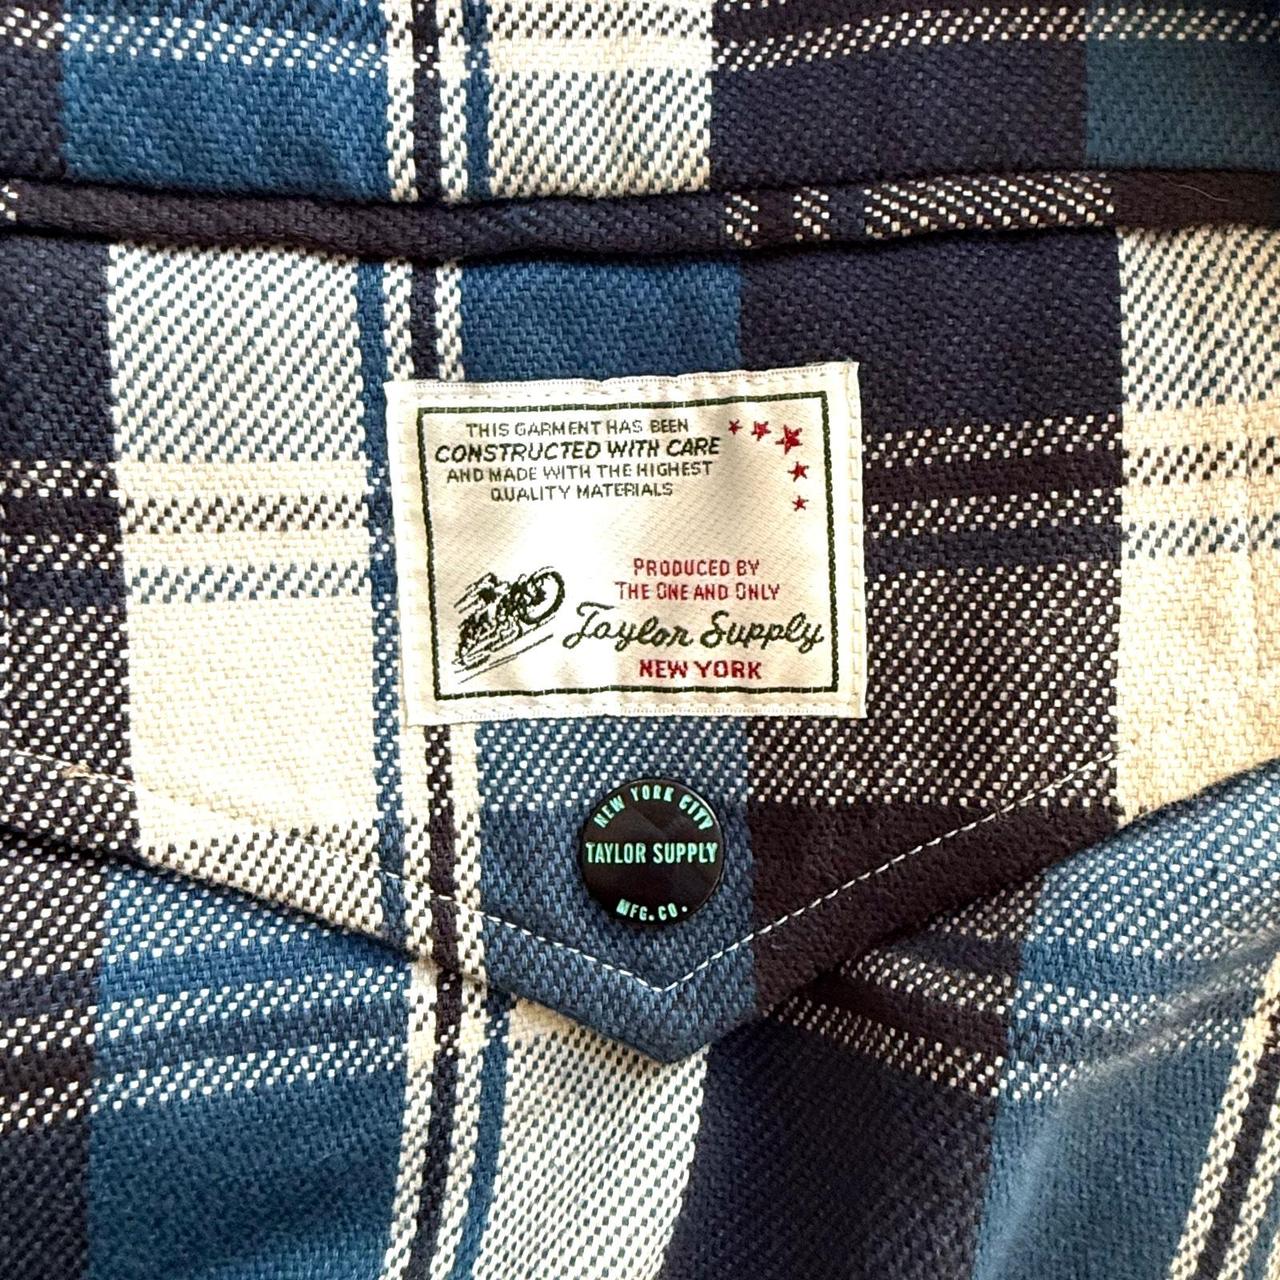 THIS GARMENT HAS BEEN
CONSTRUCTED WITH CARE
AND MADE WITH THE HIGHEST
QUALITY MATERIALS
PRODUCED BY
THE ONE AND ONLY
Taylor Supply
NEW YORK
NEW YORK CITY
TAYLOR SUPPLY
MFG. CO.